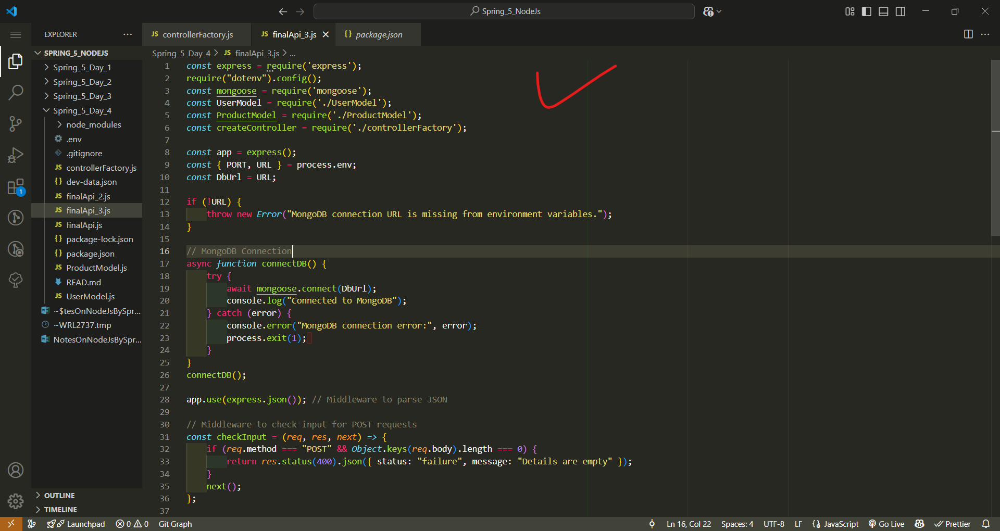 Spring_5_NodeJs
EXPLORER
controllerFactory.js
finalApi_3.js
package.json
SPRING_5_NODEJS
Spring_5_Day_1
Spring_5_Day_2
Spring_5_Day_3
Spring_5_Day_4
node_modules
.env
.gitignore
JS controllerFactory.js
{} dev-data.json
JS finalApi_2.js
JS finalApi_3.js
JS finalApi.js
{} package-lock.json
{} package.json
JS ProductModel.js
READ.md
JS UserModel.js
~$tesOnNodeJsBySpr...
~WRL2737.tmp
NotesOnNodeJsBySpr...
OUTLINE
TIMELINE
1
Spring_5_Day_4 > JS finalApi_3.js > ...
1 const express = require('express');
2 require("dotenv").config();
3 const mongoose = require('mongoose');
4 const UserModel = require('./UserModel');
5 const ProductModel = require('./ProductModel');
6 const createController = require('./controllerFactory');
7
8 const app = express();
9 const { PORT, URL } = process.env;
10 const DbUrl = URL;
11
12 if (!URL) {
13 throw new Error("MongoDB connection URL is missing from environment variables.");
14 }
15
16 // MongoDB Connection
17 async function connectDB() {
18 try {
19 await mongoose.connect(DbUrl);
20 console.log("Connected to MongoDB");
21 } catch (error) {
22 console.error("MongoDB connection error:", error);
23 process.exit(1);
24 }
25 }
26 connectDB();
27
28 app.use(express.json()); // Middleware to parse JSON
29
30 // Middleware to check input for POST requests
31 const checkInput = (req, res, next) => {
32 if (req.method === "POST" && Object.keys(req.body).length === 0) {
33 return res.status(400).json({ status: "failure", message: "Details are empty" });
34 }
35 next();
36 };
37
Launchpad
0 0
Git Graph
Ln 16, Col 22
Spaces: 4
UTF-8
LF
{} JavaScript
Go Live
Prettier